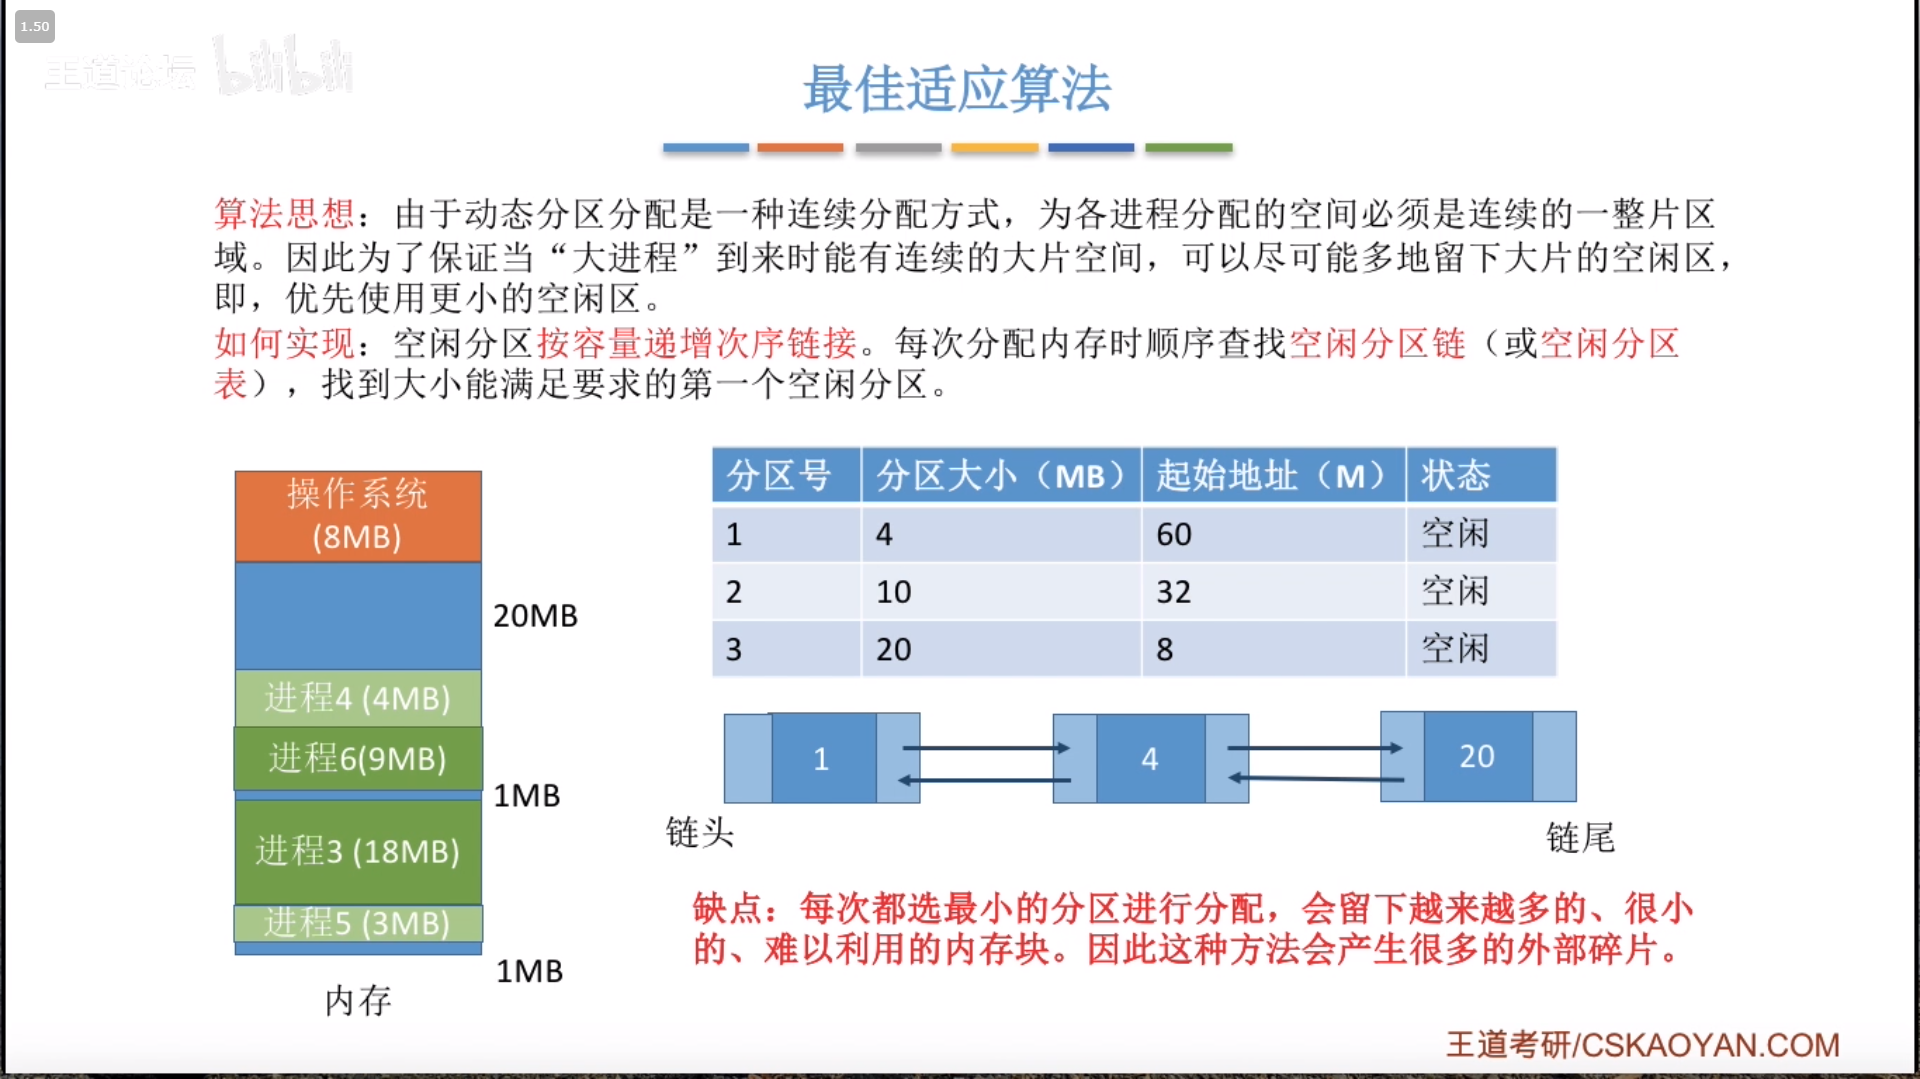 1.50
王道论坛 bilibili
最佳适应算法
算法思想：由于动态分区分配是一种连续分配方式，为各进程分配的空间必须是连续的一整片区
域。因此为了保证当“大进程”到来时能有连续的大片空间，可以尽可能多地留下大片的空闲区，
即，优先使用更小的空闲区。
如何实现：空闲分区按容量递增次序链接。每次分配内存时顺序查找空闲分区链（或空闲分区
表），找到大小能满足要求的第一个空闲分区。
操作系统
(8MB)
20MB
进程4 (4MB)
进程6(9MB)
1MB
进程3 (18MB)
进程5 (3MB)
1MB
内存
分区号 分区大小（MB） 起始地址（M） 状态
1 4 60 空闲
2 10 32 空闲
3 20 8 空闲
1 4 20
链头 链尾
缺点：每次都选最小的分区进行分配，会留下越来越多的、很小
的、难以利用的内存块。因此这种方法会产生很多的外部碎片。
王道考研/CSKAOYAN.COM